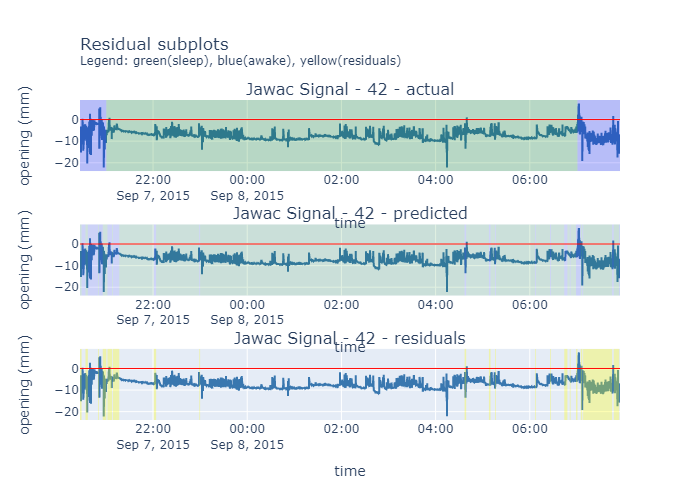 Residual subplots
Legend: green(sleep), blue(awake), yellow(residuals)
Jawac Signal - 42 - actual
opening (mm)
0
−10
−20
22:00 00:00 02:00 04:00 06:00
Sep 7, 2015 Sep 8, 2015
time
Jawac Signal - 42 - predicted
opening (mm)
0
−10
−20
22:00 00:00 02:00 04:00 06:00
Sep 7, 2015 Sep 8, 2015
time
Jawac Signal - 42 - residuals
opening (mm)
0
−10
−20
22:00 00:00 02:00 04:00 06:00
Sep 7, 2015 Sep 8, 2015
time